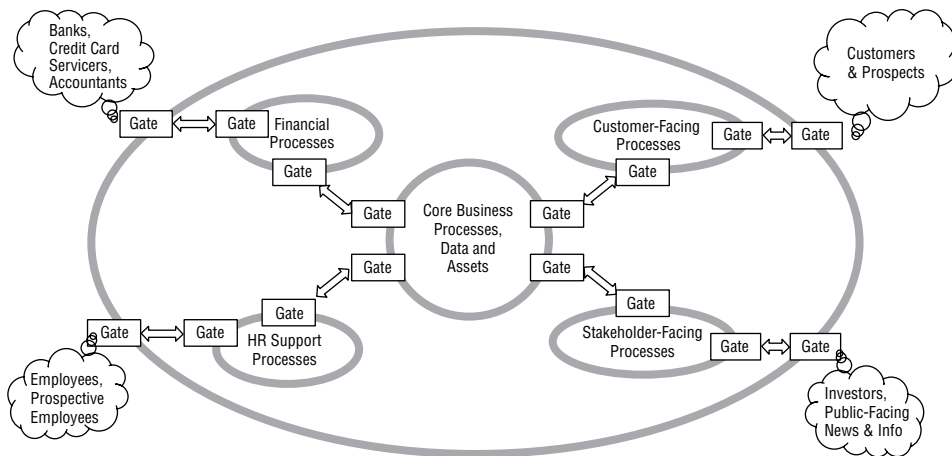 Banks,
Credit Card
Servicers,
Accountants
Customers
& Prospects
Gate
Gate
Financial
Processes
Gate
Customer-Facing
Processes
Gate
Gate
Gate
Gate
Core Business
Processes,
Data and
Assets
Gate
Gate
Gate
Gate
Gate
Gate
Gate
HR Support
Processes
Gate
Stakeholder-Facing
Processes
Gate
Gate
Employees,
Prospective
Employees
Investors,
Public-Facing
News & Info